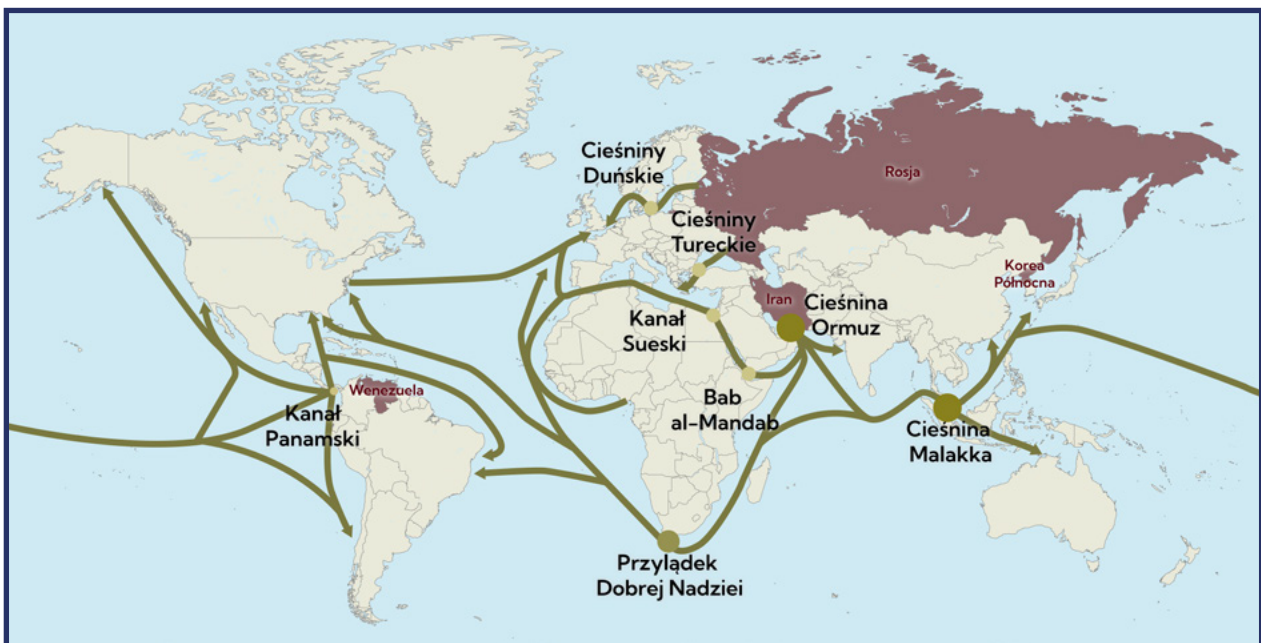 Cieśniny
Duńskie
Rosja
Cieśniny
Tureckie
Korea
Północna
Iran
Cieśnina
Ormuz
Kanał
Sueski
Wenezuela
Bab
al-Mandab
Kanał
Panamski
Cieśnina
Malakka
Przylądek
Dobrej Nadziei